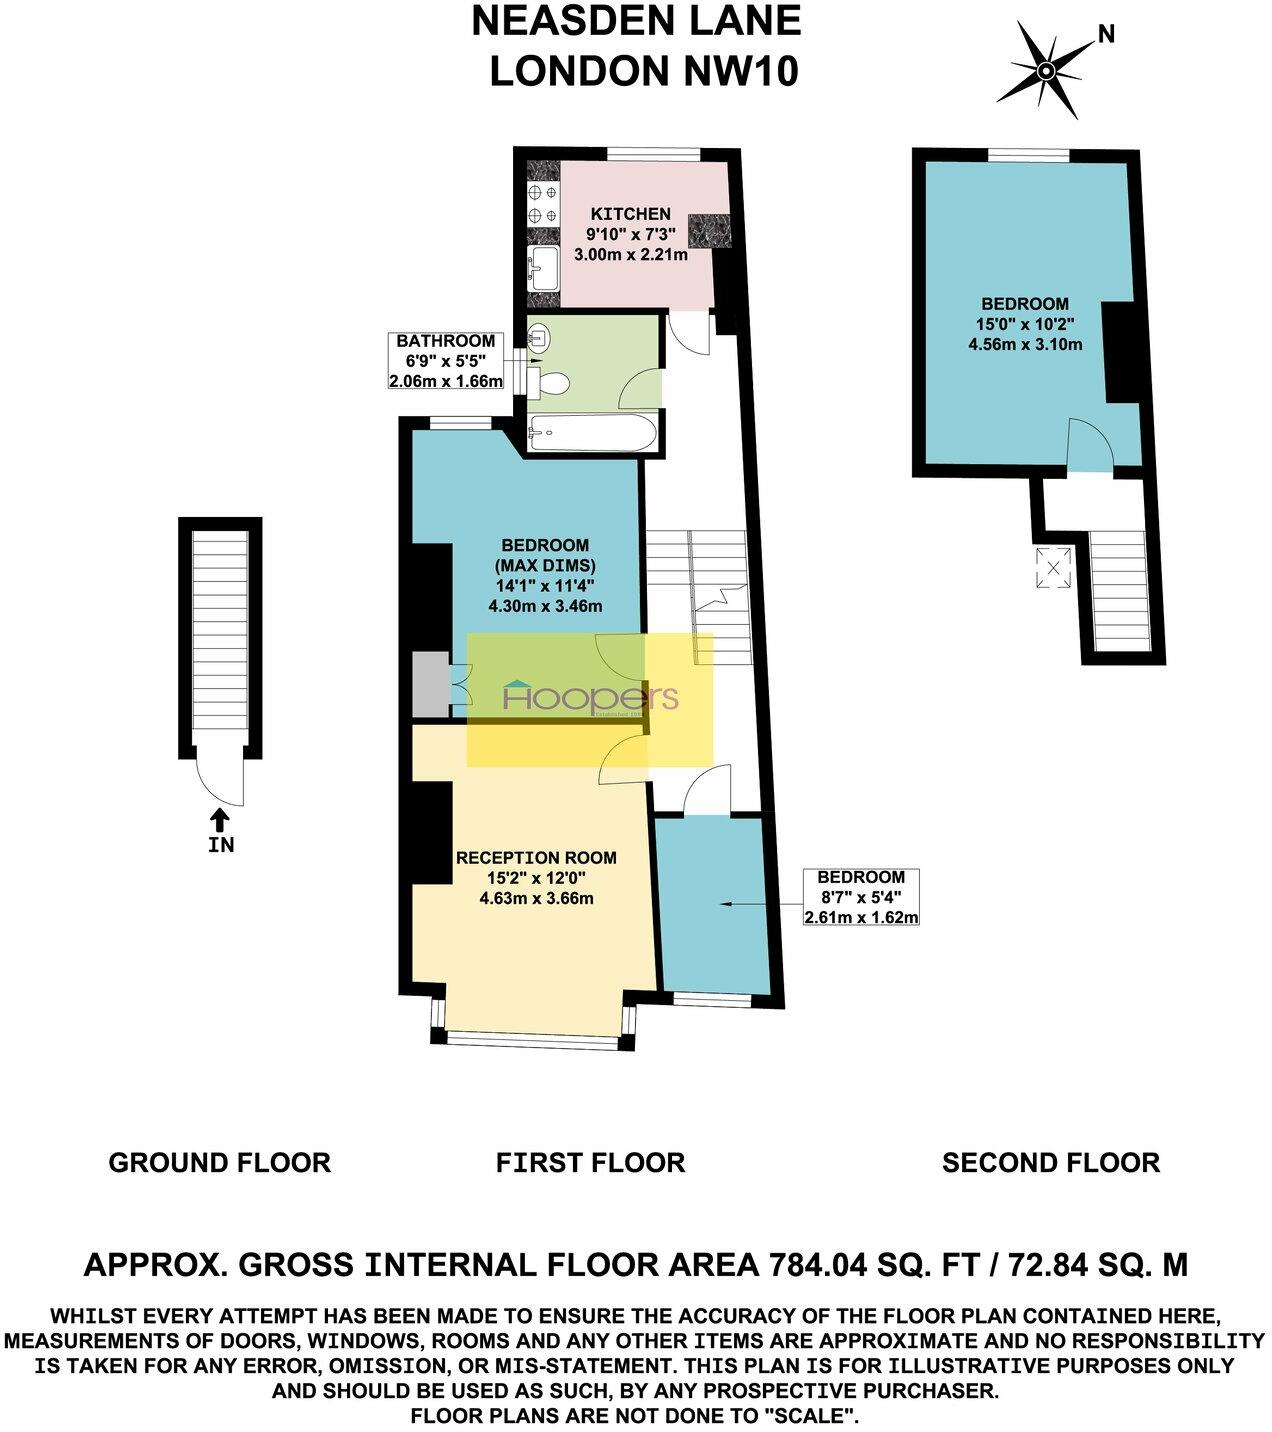 NEASDEN LANE
LONDON NW10
N
KITCHEN
9'10" x 7'3"
3.00m x 2.21m
BEDROOM
15'0" x 10'2"
4.56m x 3.10m
BATHROOM
6'9" x 5'5"
2.06m x 1.66m
BEDROOM
(MAX DIMS)
14'1" x 11'4"
4.30m x 3.46m
Hoopers
IN
RECEPTION ROOM
15'2" x 12'0"
4.63m x 3.66m
BEDROOM
8'7" x 5'4"
2.61m x 1.62m
GROUND FLOOR
FIRST FLOOR
SECOND FLOOR
APPROX. GROSS INTERNAL FLOOR AREA 784.04 SQ. FT / 72.84 SQ. M
WHILST EVERY ATTEMPT HAS BEEN MADE TO ENSURE THE ACCURACY OF THE FLOOR PLAN CONTAINED HERE,
MEASUREMENTS OF DOORS, WINDOWS, ROOMS AND ANY OTHER ITEMS ARE APPROXIMATE AND NO RESPONSIBILITY
IS TAKEN FOR ANY ERROR, OMISSION, OR MIS-STATEMENT. THIS PLAN IS FOR ILLUSTRATIVE PURPOSES ONLY
AND SHOULD BE USED AS SUCH, BY ANY PROSPECTIVE PURCHASER.
FLOOR PLANS ARE NOT DONE TO "SCALE".